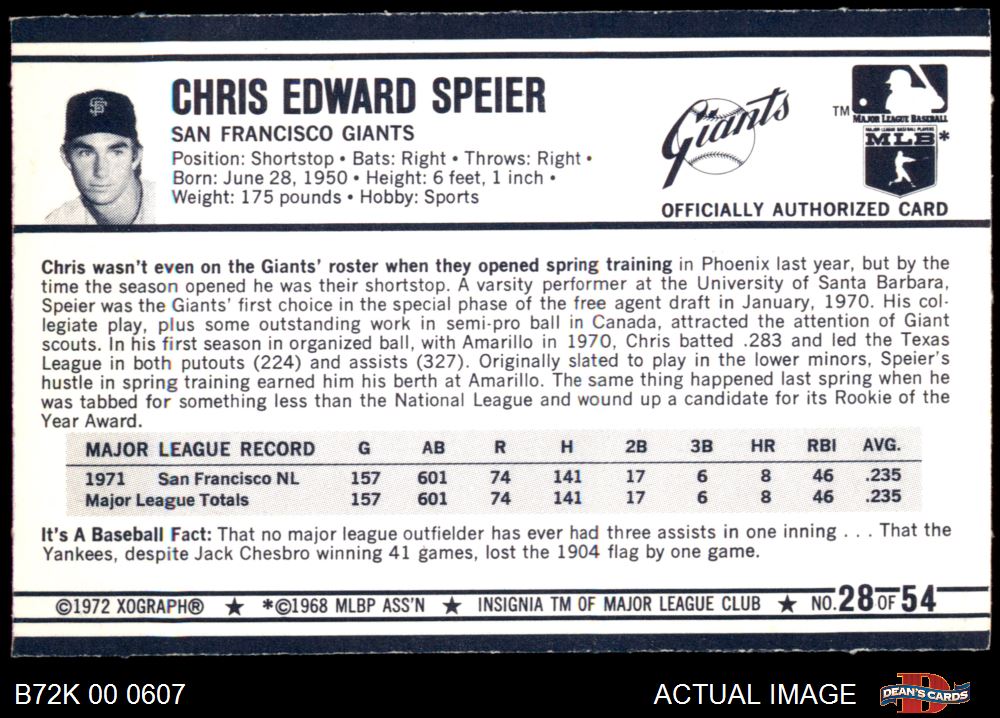 CHRIS EDWARD SPEIER
SAN FRANCISCO GIANTS
Position: Shortstop • Bats: Right • Throws: Right •
Born: June 28, 1950 • Height: 6 feet, 1 inch •
Weight: 175 pounds • Hobby: Sports
SF
Giants
TM
MAJOR LEAGUE BASEBALL
MAJOR LEAGUE BASEBALL PLAYERS
MLB*
OFFICIALLY AUTHORIZED CARD
Chris wasn't even on the Giants' roster when they opened spring training in Phoenix last year, but by the
time the season opened he was their shortstop. A varsity performer at the University of Santa Barbara,
Speier was the Giants' first choice in the special phase of the free agent draft in January, 1970. His col-
legiate play, plus some outstanding work in semi-pro ball in Canada, attracted the attention of Giant
scouts. In his first season in organized ball, with Amarillo in 1970, Chris batted .283 and led the Texas
League in both putouts (224) and assists (327). Originally slated to play in the lower minors, Speier's
hustle in spring training earned him his berth at Amarillo. The same thing happened last spring when he
was tabbed for something less than the National League and wound up a candidate for its Rookie of the
Year Award.
MAJOR LEAGUE RECORD G AB R H 2B 3B HR RBI AVG.
1971 San Francisco NL 157 601 74 141 17 6 8 46 .235
Major League Totals 157 601 74 141 17 6 8 46 .235
It's A Baseball Fact: That no major league outfielder has ever had three assists in one inning . . . That the
Yankees, despite Jack Chesbro winning 41 games, lost the 1904 flag by one game.
©1972 XOGRAPH® ★ *©1968 MLBP ASS'N ★ INSIGNIA TM OF MAJOR LEAGUE CLUB ★ NO. 28 OF 54
B72K 00 0607
ACTUAL IMAGE
DEAN'S CARDS